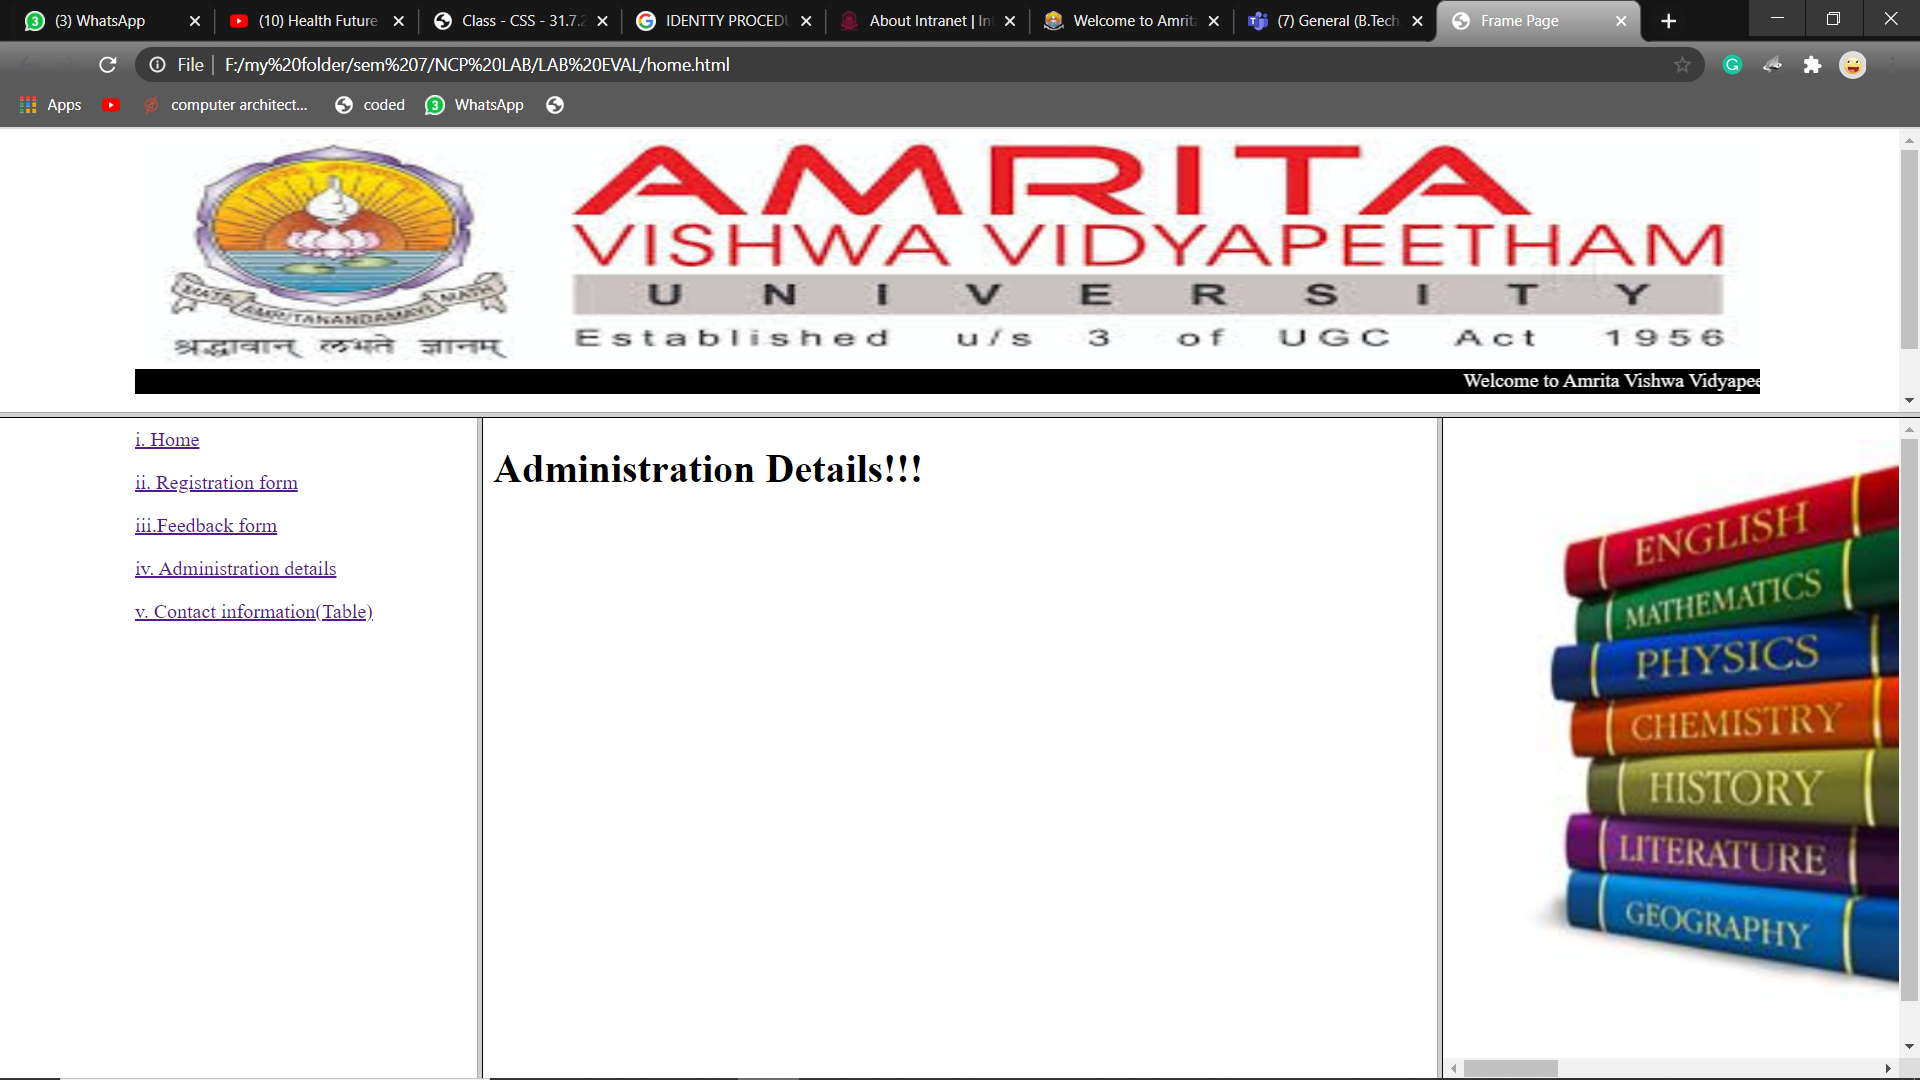 (3) WhatsApp
(10) Health Future
Class - CSS - 31.7.2
IDENTTY PROCEDU
About Intranet | In
Welcome to Amrita
(7) General (B.Tech
Frame Page
File
F:/my%20folder/sem%207/NCP%20LAB/LAB%20EVAL/home.html
Apps
computer architect...
coded
WhatsApp
AMRITA
VISHWA VIDYAPEETHAM
UNIVERSITY
Established u/s 3 of UGC Act 1956
MATA AMRITANANDAMAYI MATH
श्रद्धावान् लभते ज्ञानम्
Welcome to Amrita Vishwa Vidyapee
i. Home
ii. Registration form
iii.Feedback form
iv. Administration details
v. Contact information(Table)
Administration Details!!!
ENGLISH
MATHEMATICS
PHYSICS
CHEMISTRY
HISTORY
LITERATURE
GEOGRAPHY